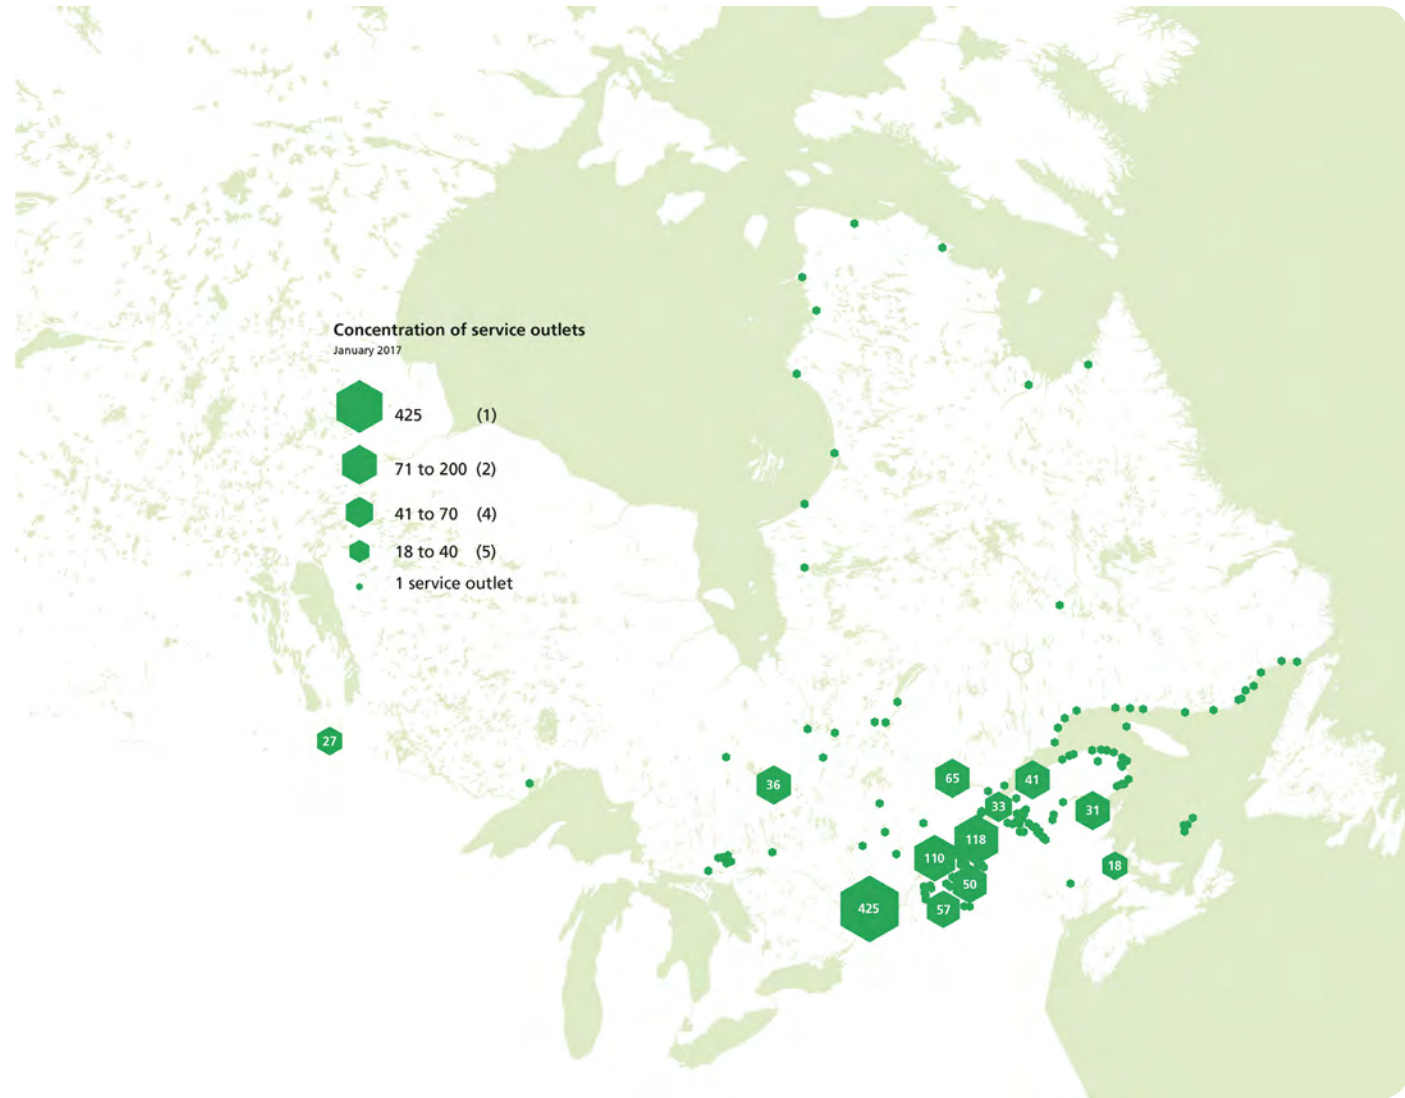 Concentration of service outlets
January 2017
425 (1)
71 to 200 (2)
41 to 70 (4)
18 to 40 (5)
1 service outlet
27
36
65
41
33
31
118
110
18
50
425
57